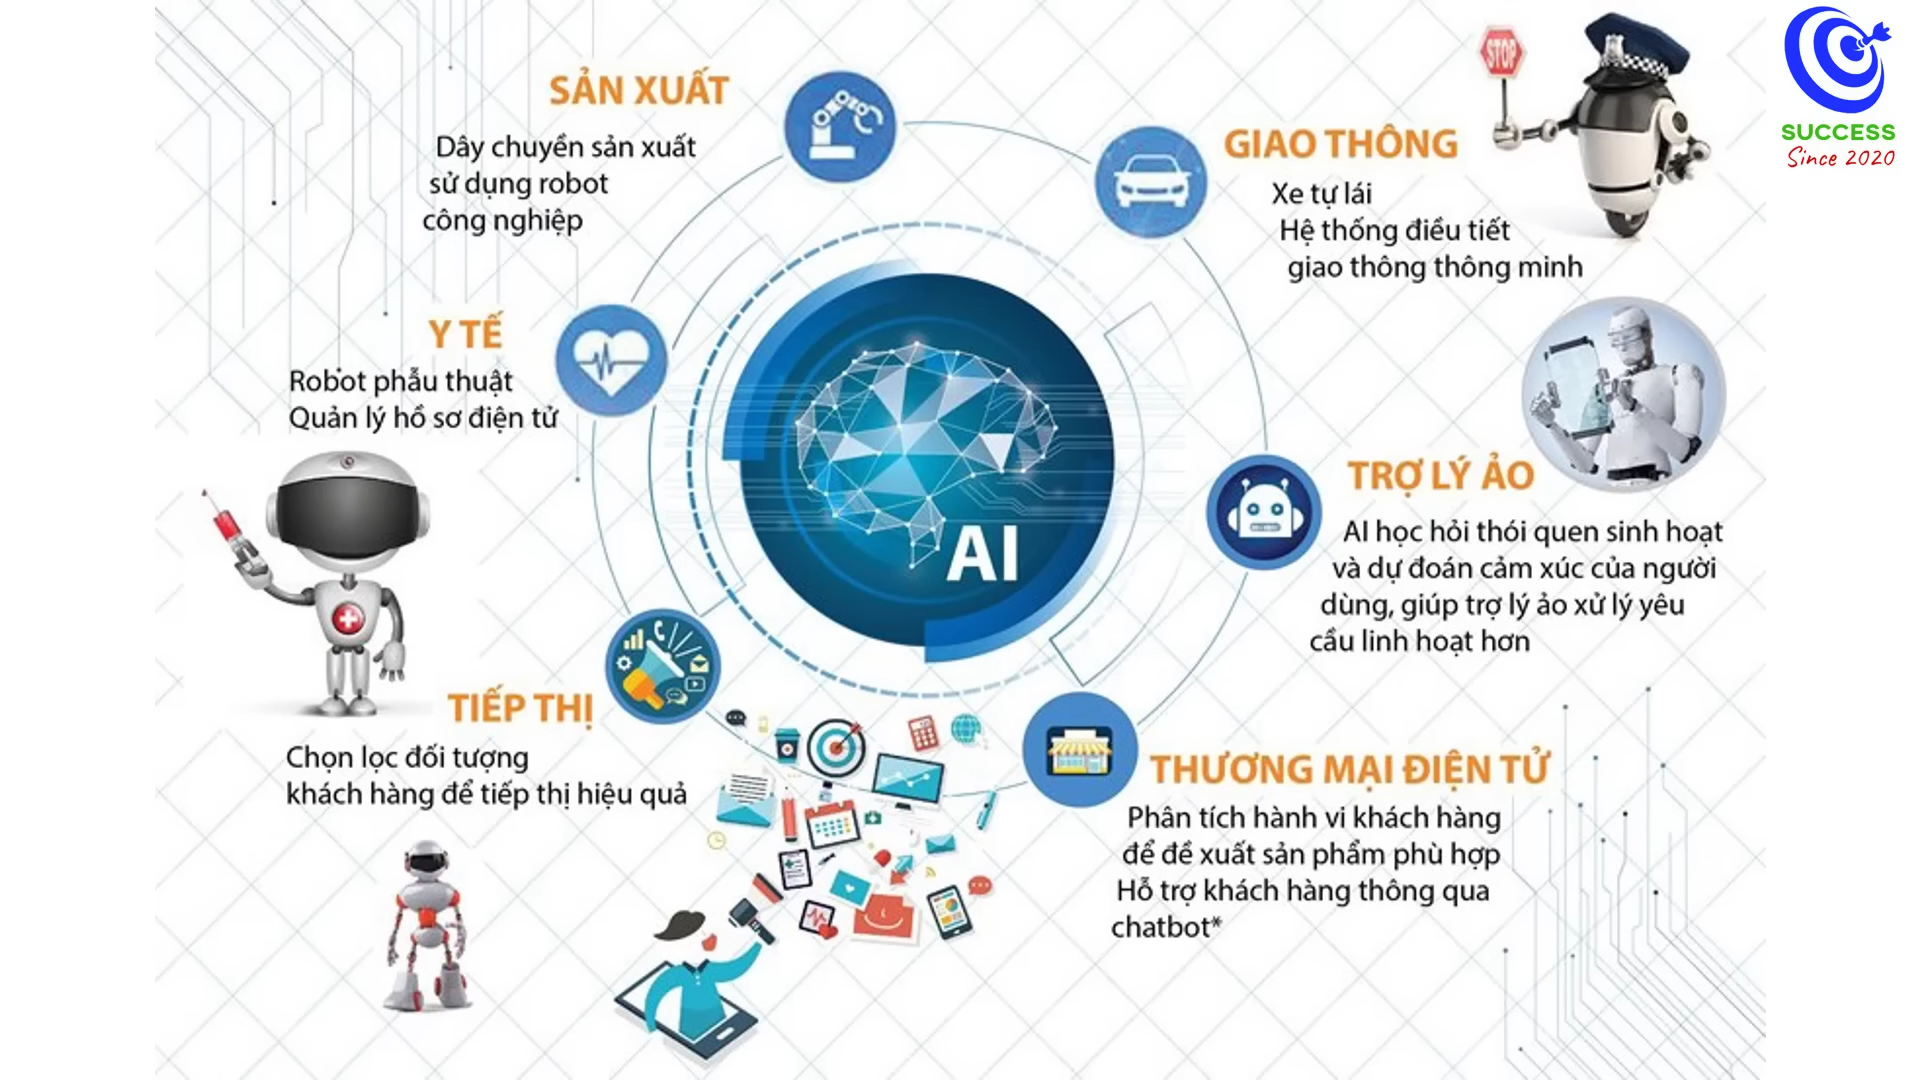 SẢN XUẤT
Dây chuyền sản xuất
sử dụng robot
công nghiệp
STOP
GIAO THÔNG
Xe tự lái
Hệ thống điều tiết
giao thông thông minh
SUCCESS
Since 2020
Y TẾ
Robot phẫu thuật
Quản lý hồ sơ điện tử
AI
TRỢ LÝ ẢO
AI học hỏi thói quen sinh hoạt
và dự đoán cảm xúc của người
dùng, giúp trợ lý ảo xử lý yêu
cầu linh hoạt hơn
TIẾP THỊ
Chọn lọc đối tượng
khách hàng để tiếp thị hiệu quả
THƯƠNG MẠI ĐIỆN TỬ
Phân tích hành vi khách hàng
để đề xuất sản phẩm phù hợp
Hỗ trợ khách hàng thông qua
chatbot*